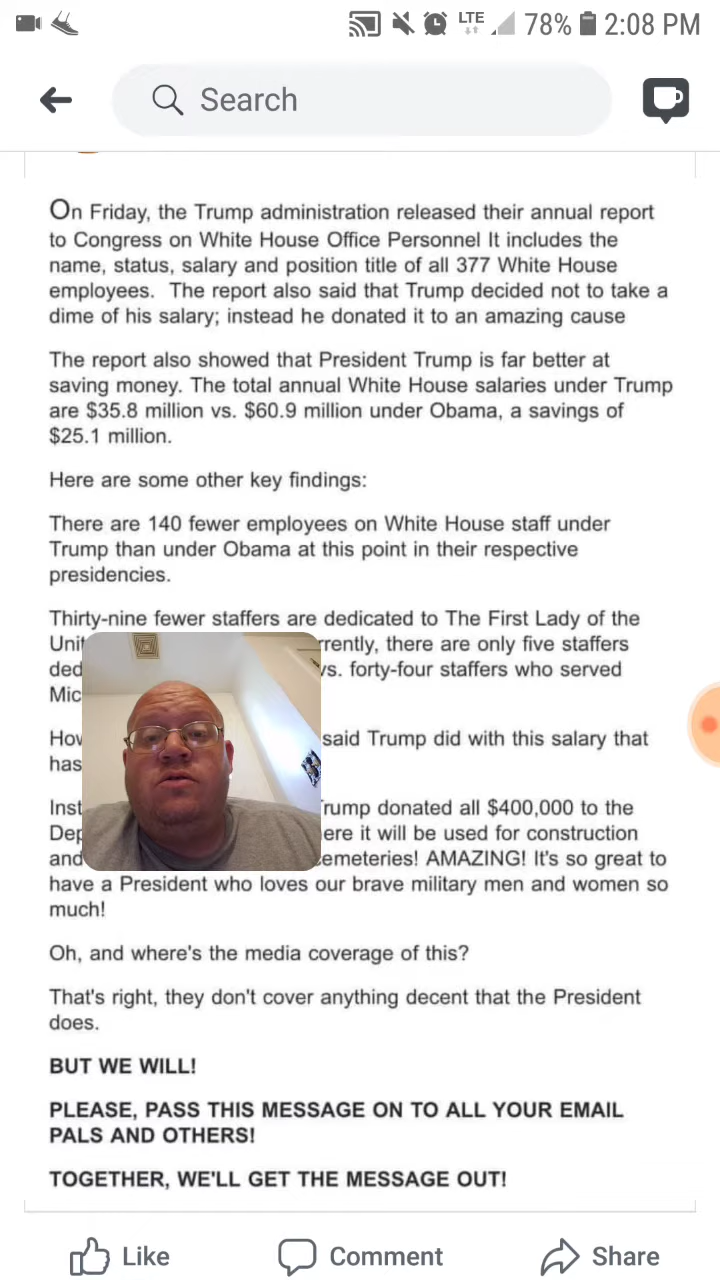 LTE 78% 2:08 PM
Search
On Friday, the Trump administration released their annual report
to Congress on White House Office Personnel It includes the
name, status, salary and position title of all 377 White House
employees. The report also said that Trump decided not to take a
dime of his salary; instead he donated it to an amazing cause
The report also showed that President Trump is far better at
saving money. The total annual White House salaries under Trump
are $35.8 million vs. $60.9 million under Obama, a savings of
$25.1 million.
Here are some other key findings:
There are 140 fewer employees on White House staff under
Trump than under Obama at this point in their respective
presidencies.
Thirty-nine fewer staffers are dedicated to The First Lady of the
there are only five staffers
forty-four staffers who served
said Trump did with this salary that
has
donated all $400,000 to the
it will be used for construction
and AMAZING! It's so great to
have a President who loves our brave military men and women so
much!
Oh, and where's the media coverage of this?
That's right, they don't cover anything decent that the President
does.
BUT WE WILL!
PLEASE, PASS THIS MESSAGE ON TO ALL YOUR EMAIL
PALS AND OTHERS!
TOGETHER, WE'LL GET THE MESSAGE OUT!
Like Comment Share